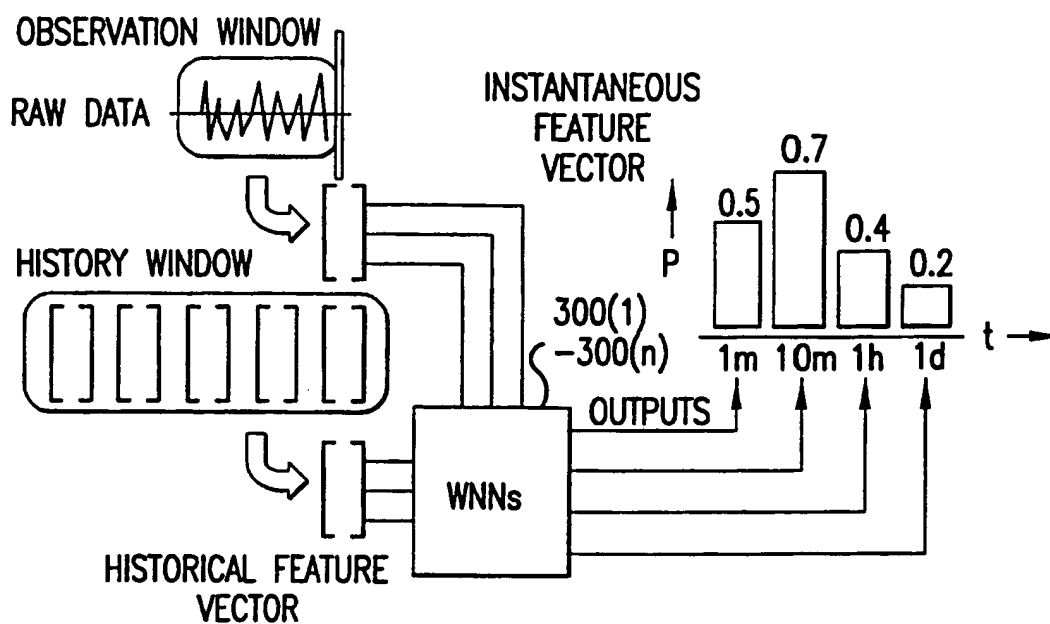 OBSERVATION WINDOW
RAW DATA
INSTANTANEOUS
FEATURE
VECTOR
HISTORY WINDOW
300(1)
-300(n)
P
0.5
0.7
0.4
0.2
1m 10m 1h 1d
t
OUTPUTS
WNNs
HISTORICAL FEATURE
VECTOR